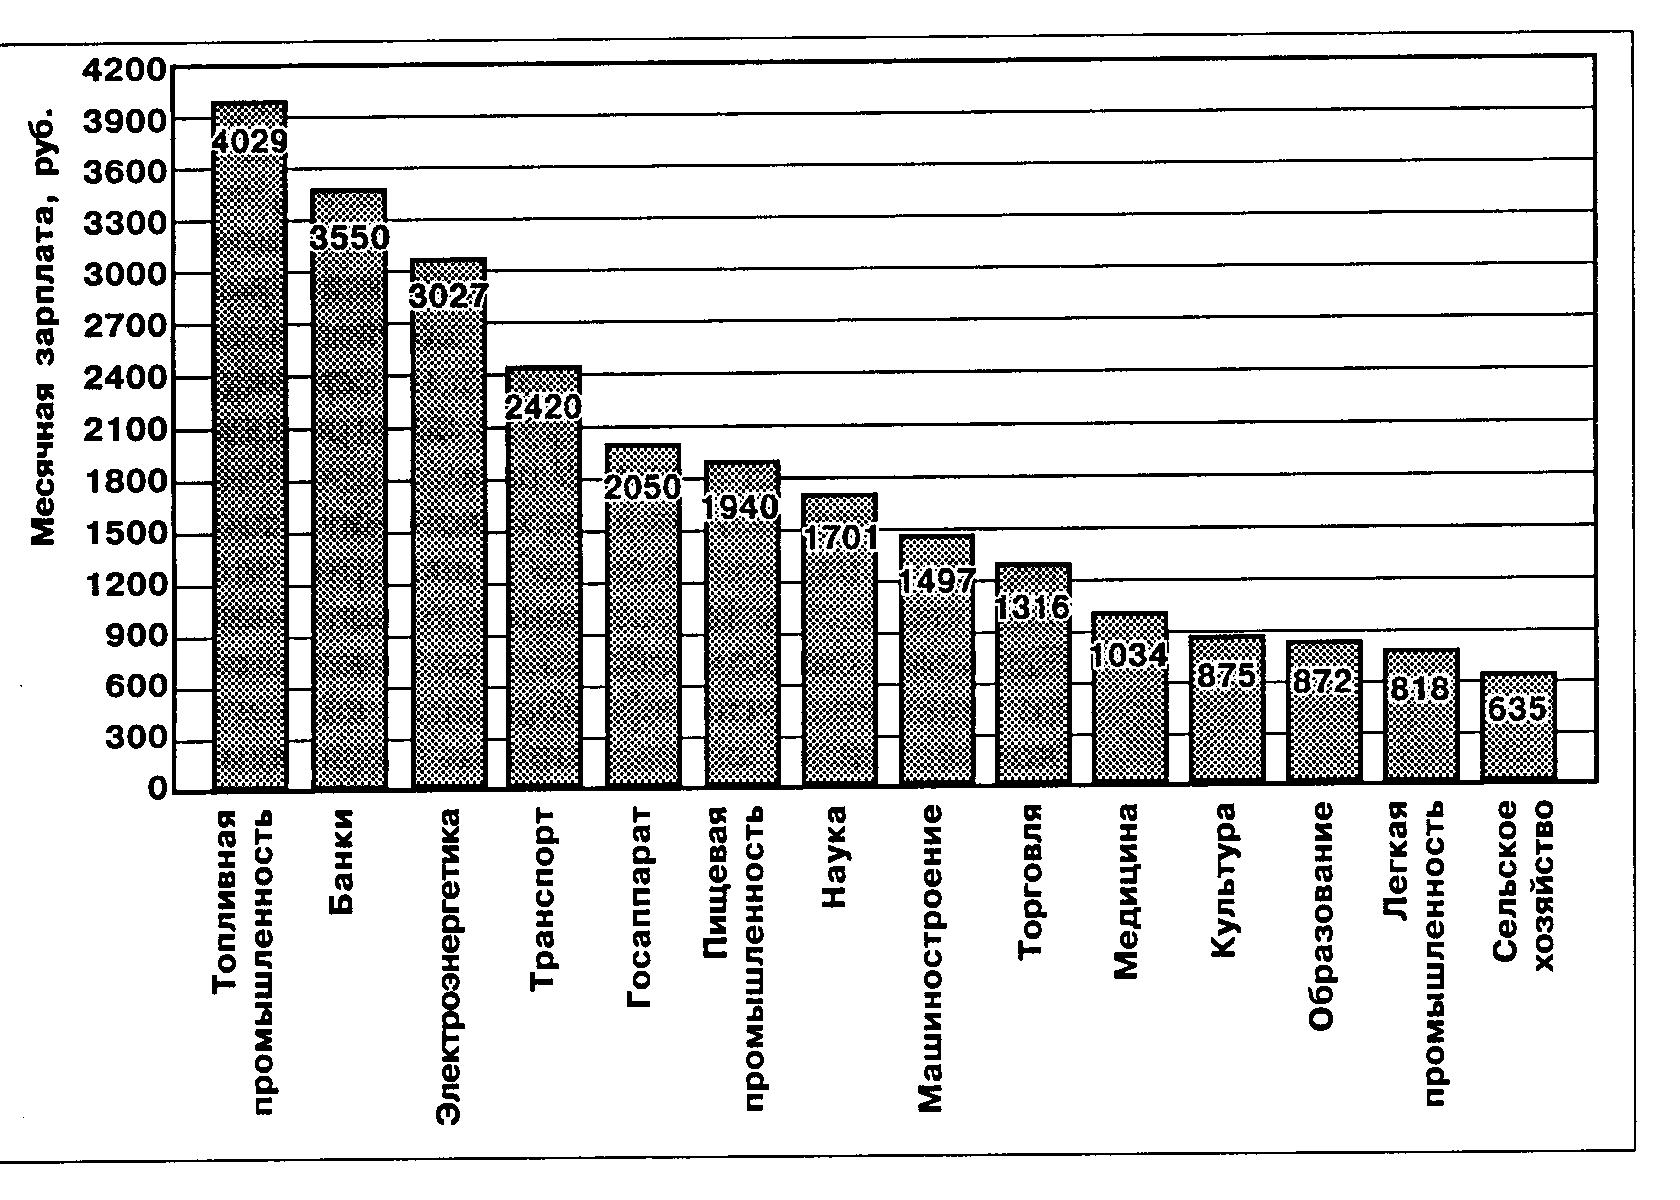 Месячная зарплата, руб.
4200
3900
3600
3300
3000
2700
2400
2100
1800
1500
1200
900
600
300
0
4029
3550
3027
2420
2050
1940
1701
1497
1316
1034
875
872
818
635
Топливная
промышленность
Банки
Электроэнергетика
Транспорт
Госаппарат
Пищевая
промышленность
Наука
Машиностроение
Торговля
Медицина
Культура
Образование
Легкая
промышленность
Сельское
хозяйство